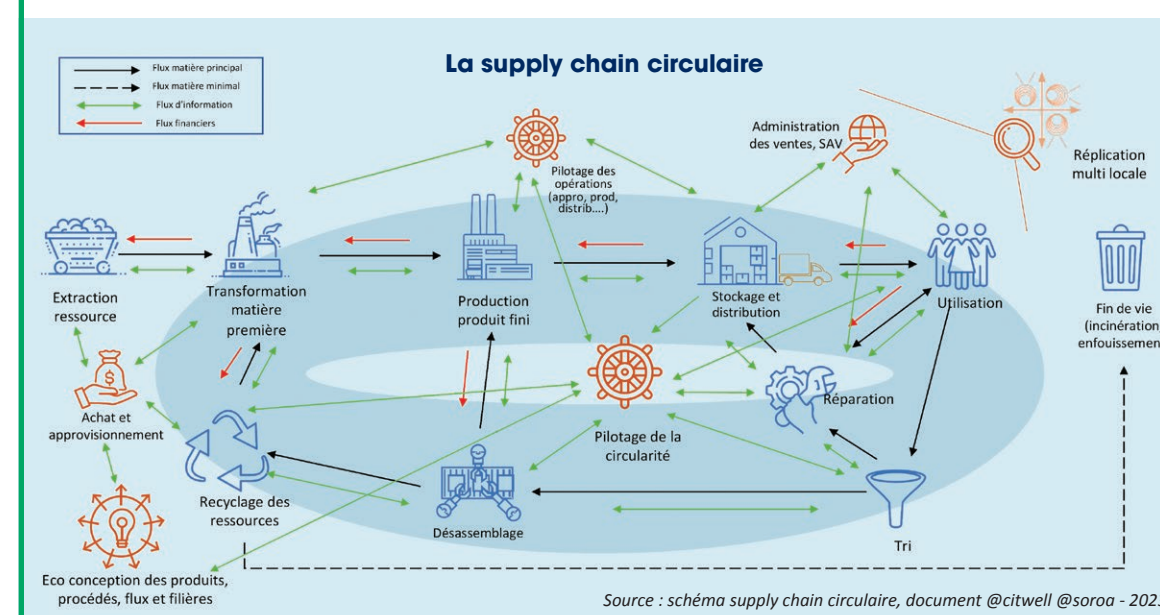 La supply chain circulaire
Flux matière principal
Flux matière minimal
Flux d'information
Flux financiers
Pilotage des
opérations
(appro, prod,
distrib....)
Administration
des ventes, SAV
Réplication
multi locale
Extraction
ressource
Transformation
matière
première
Production
produit fini
Stockage et
distribution
Utilisation
Fin de vie
(incinération,
enfouissemen
$
Achat et
approvisionnement
Pilotage de la
circularité
Réparation
Recyclage des
ressources
Désassemblage
Tri
Eco conception des produits,
procédés, flux et filières
Source : schéma supply chain circulaire, document @citwell @soroa - 202